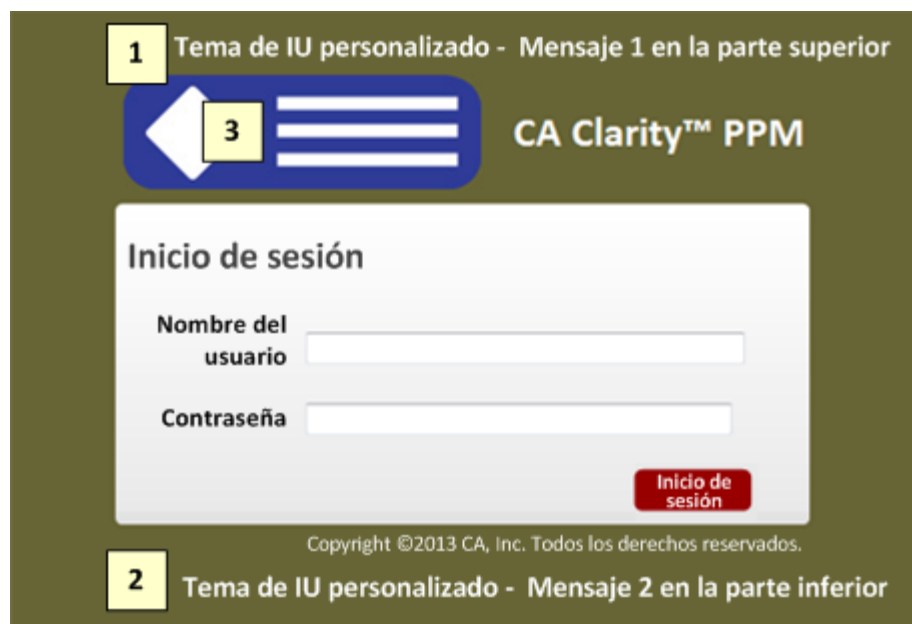 1 Tema de IU personalizado - Mensaje 1 en la parte superior
3 CA Clarity™ PPM
Inicio de sesión
Nombre del
usuario
Contraseña
Inicio de
sesión
Copyright ©2013 CA, Inc. Todos los derechos reservados.
2 Tema de IU personalizado - Mensaje 2 en la parte inferior